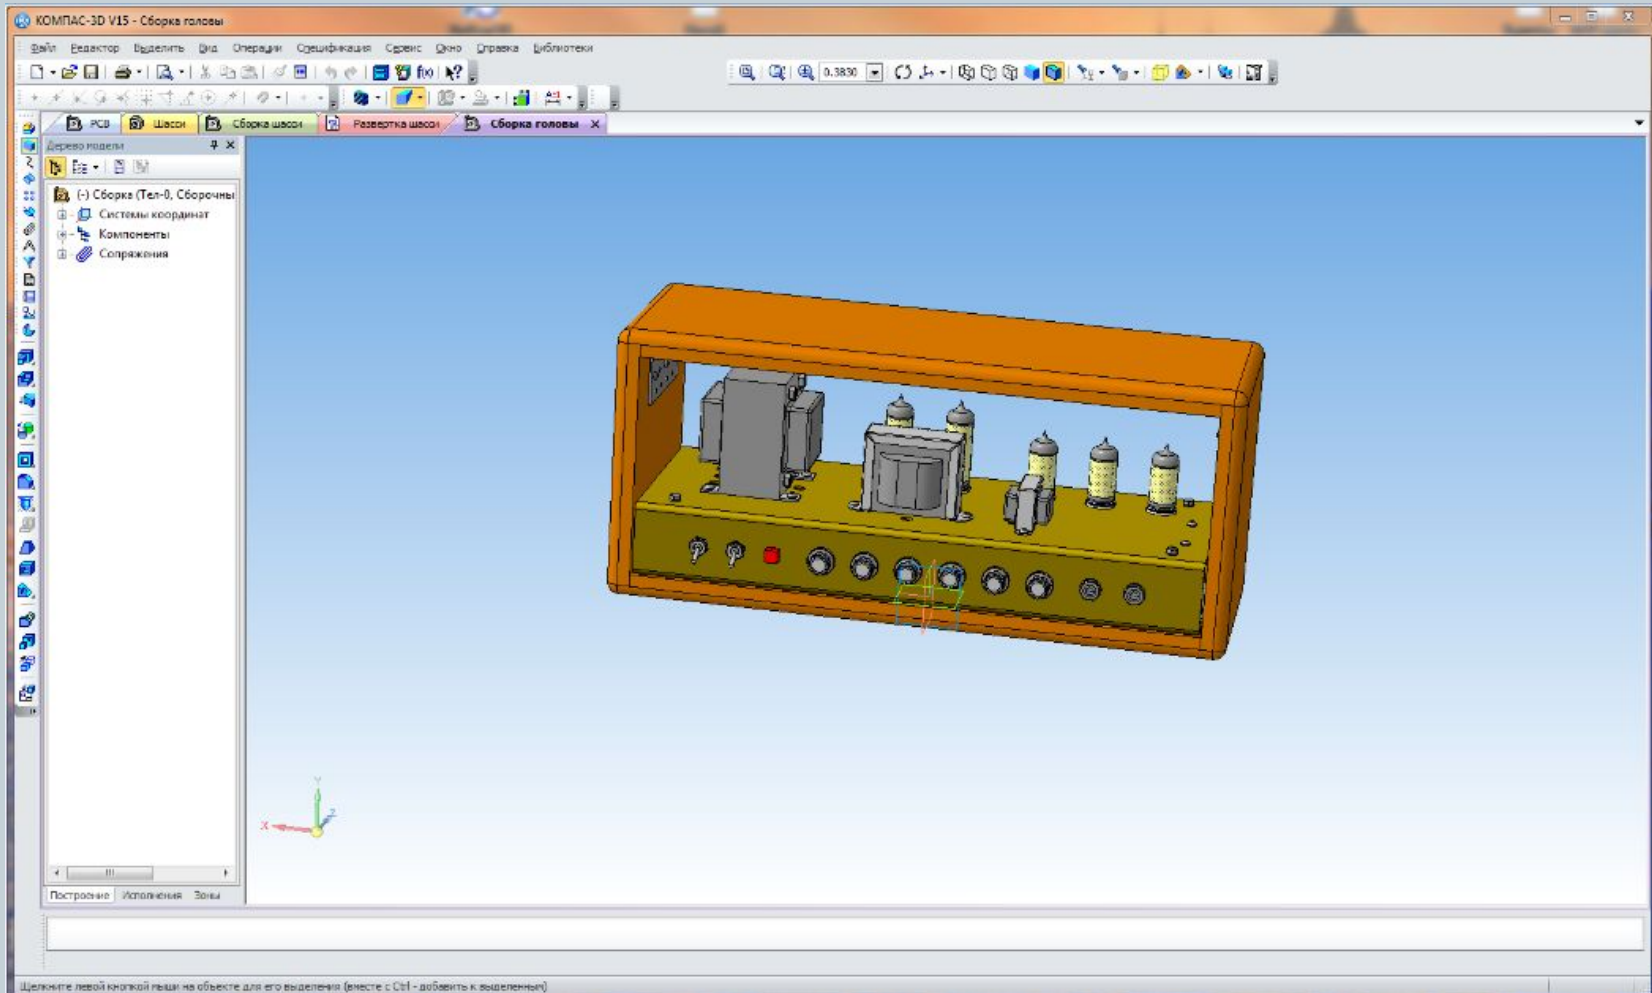 КОМПАС-3D V15 - Сборка головы
Файл Редактор Выделить Вид Операции Спецификация Сервис Окно Справка Библиотеки
0.3830
f(x)
PCB Шасси Сборка шасси Развертка шасси Сборка головы
Дерево модели
(-) Сборка (Тел-0, Сборочны
Системы координат
Компоненты
Сопряжения
Y
Z
X
Построение Исполнения Зоны
Щелкните левой кнопкой мыши на объекте для его выделения (вместе с Ctrl - добавить к выделенным)